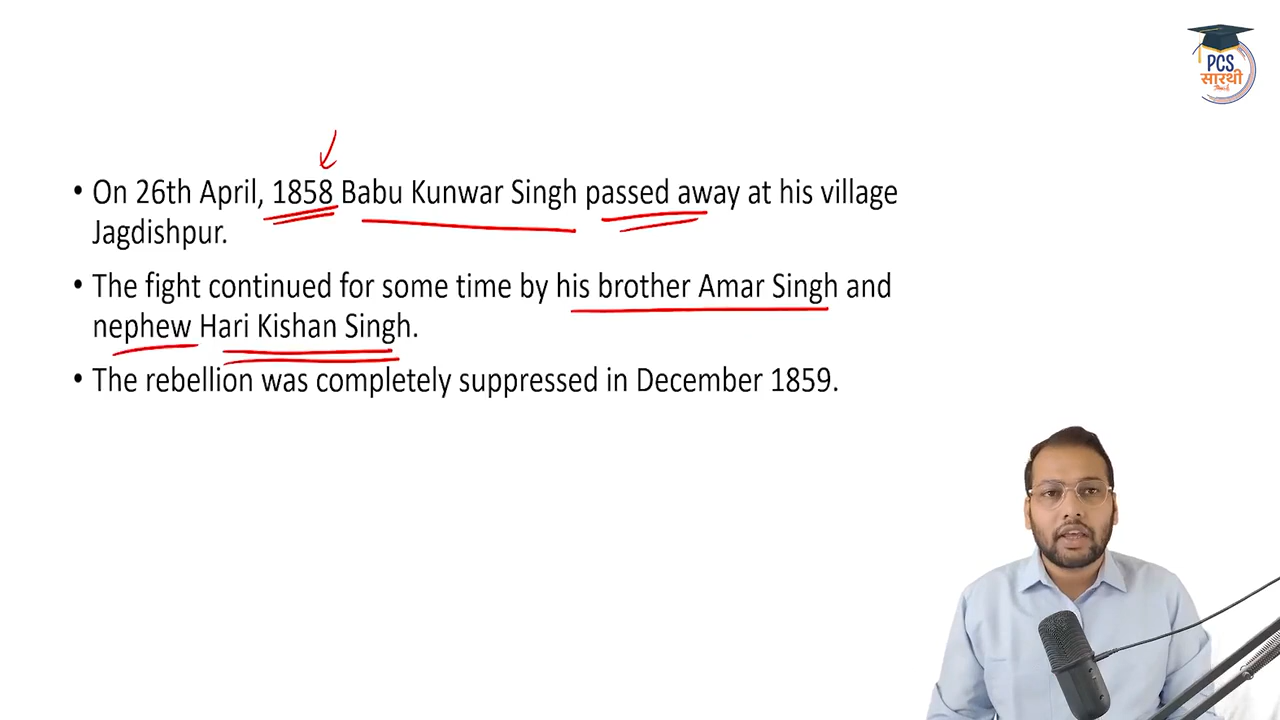 PCS
सारथी
• On 26th April, 1858 Babu Kunwar Singh passed away at his village
Jagdishpur.
• The fight continued for some time by his brother Amar Singh and
nephew Hari Kishan Singh.
• The rebellion was completely suppressed in December 1859.